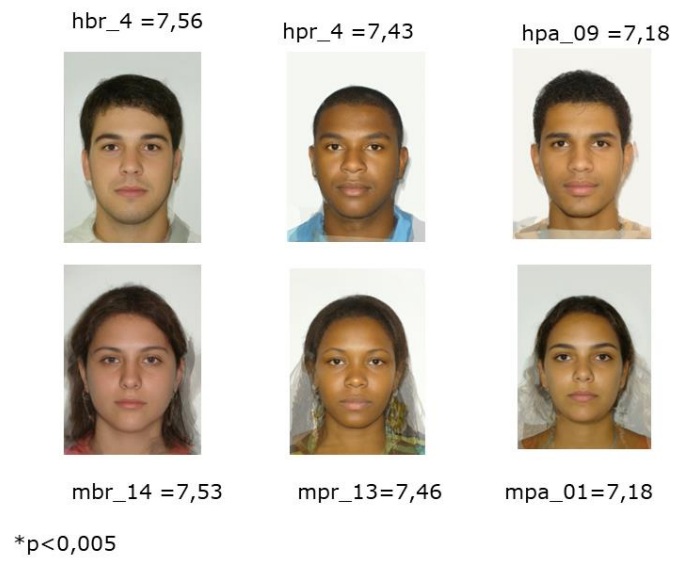 hbr_4 =7,56
hpr_4 =7,43
hpa_09 =7,18
mbr_14 =7,53
mpr_13=7,46
mpa_01=7,18
*p<0,005